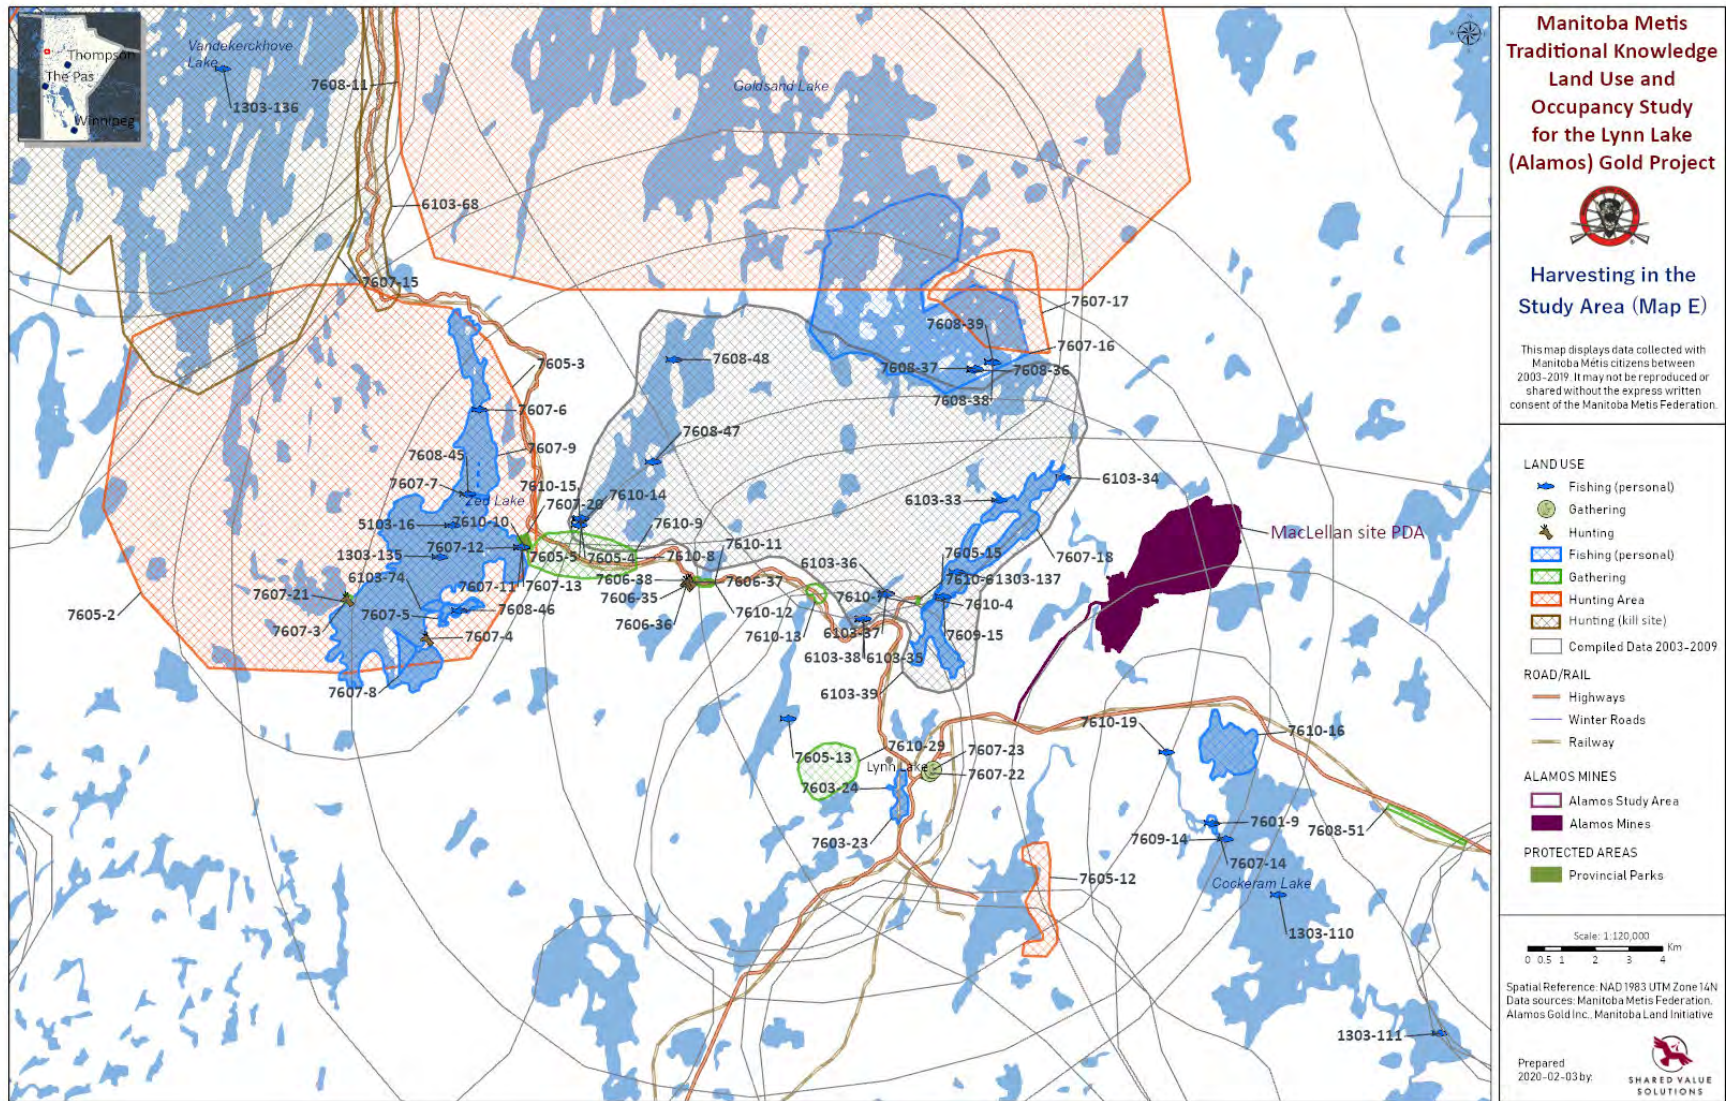 Vandekerckhove
Lake
1303-136
Thompson
The Pas
Winnipeg
7608-11
Goldsand Lake
6103-68
7607-15
7607-17
7608-39
7607-16
7605-3
7608-48
7608-37
7608-36
7608-38
7607-6
7608-47
7607-9
7608-45
7607-7
7610-15
7610-14
6103-34
6103-33
Zed Lake
7607-20
5103-16
7610-10
7610-9
MacLellan site PDA
7607-12
7605-5
7605-4
7610-8
7610-11
7605-15
7607-18
1303-135
6103-36
6103-74
7607-11
7607-13
7606-38
7606-37
7610-6
1303-137
7607-21
7606-35
7610-7
7610-4
7605-2
7607-5
7608-46
7606-36
7610-12
7607-3
7607-4
7610-13
6103-37
7609-15
6103-38
6103-35
7607-8
6103-39
7610-19
7610-16
7605-13
7610-29
7607-23
Lynn Lake
7607-22
7603-24
7601-9
7608-51
7603-23
7609-14
7607-14
7605-12
Cockeram Lake
1303-110
1303-111
Manitoba Metis
Traditional Knowledge
Land Use and
Occupancy Study
for the Lynn Lake
(Alamos) Gold Project
Harvesting in the
Study Area (Map E)
This map displays data collected with
Manitoba Métis citizens between
2003-2019. It may not be reproduced or
shared without the express written
consent of the Manitoba Metis Federation.
LAND USE
Fishing (personal)
Gathering
Hunting
Fishing (personal)
Gathering
Hunting Area
Hunting (kill site)
Compiled Data 2003-2009
ROAD/RAIL
Highways
Winter Roads
Railway
ALAMOS MINES
Alamos Study Area
Alamos Mines
PROTECTED AREAS
Provincial Parks
Scale: 1:120,000
Km
0 0.5 1 2 3 4
Spatial Reference: NAD 1983 UTM Zone 14N
Data sources: Manitoba Metis Federation,
Alamos Gold Inc., Manitoba Land Initiative
Prepared
2020-02-03 by:
SHARED VALUE
SOLUTIONS